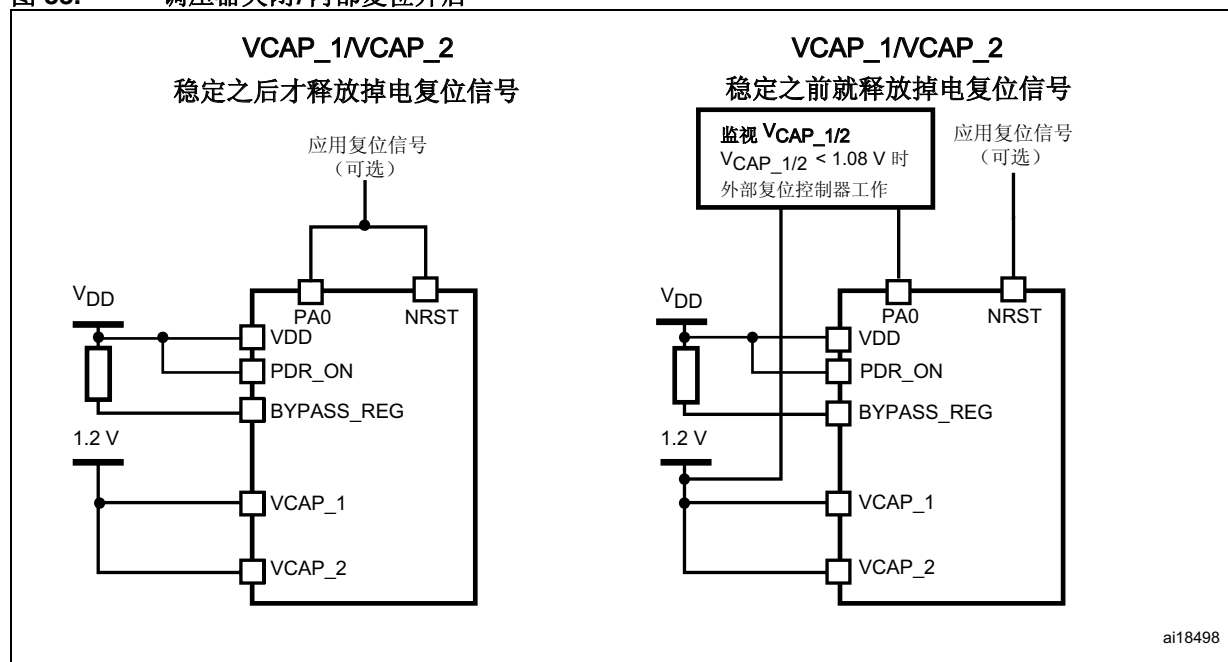 VCAP_1/VCAP_2
稳定之后才释放掉电复位信号
应用复位信号
（可选）
PA0
NRST
VDD
VDD
PDR_ON
BYPASS_REG
1.2 V
VCAP_1
VCAP_2
VCAP_1/VCAP_2
稳定之前就释放掉电复位信号
监视 VCAP_1/2
VCAP_1/2 < 1.08 V 时
外部复位控制器工作
应用复位信号
（可选）
PA0
NRST
VDD
VDD
PDR_ON
BYPASS_REG
1.2 V
VCAP_1
VCAP_2
ai18498